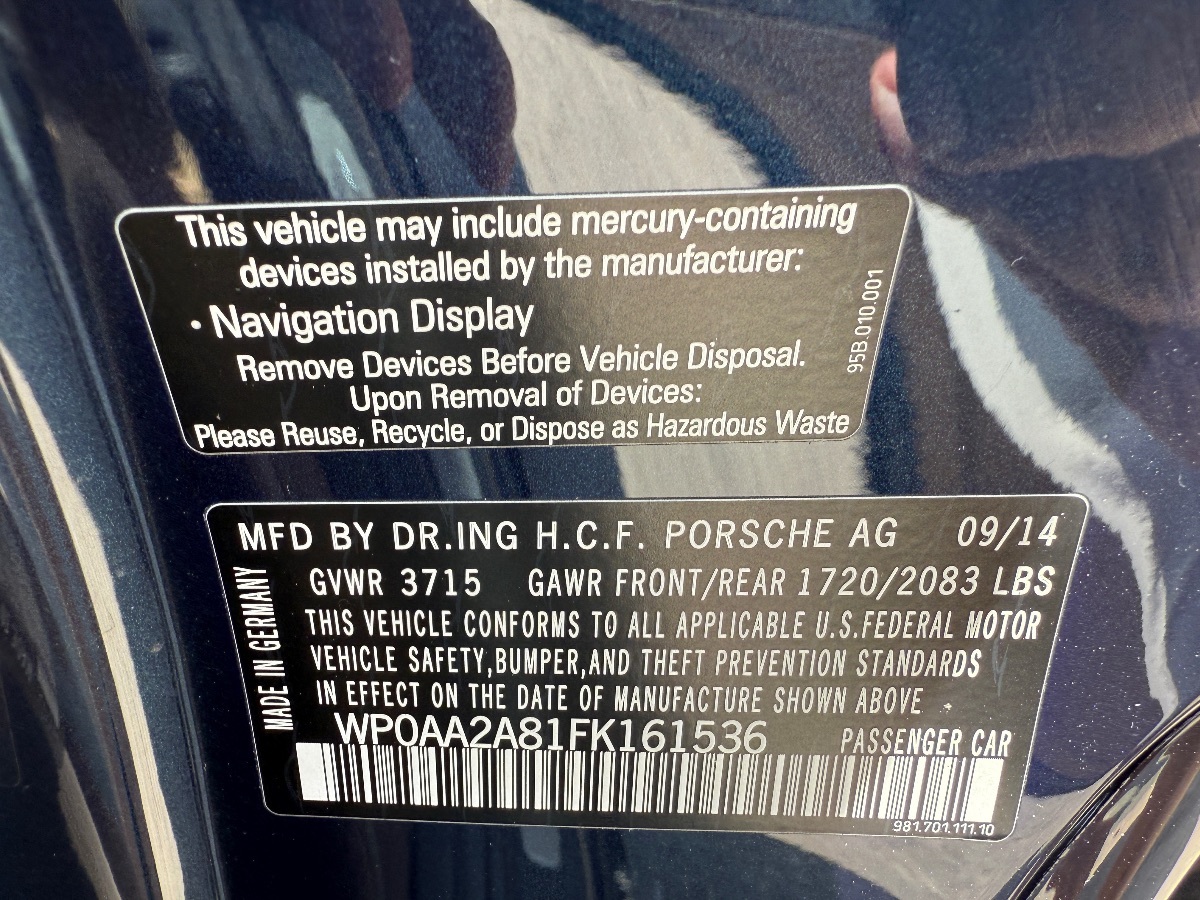 This vehicle may include mercury-containing
devices installed by the manufacturer:
• Navigation Display
Remove Devices Before Vehicle Disposal.
Upon Removal of Devices:
Please Reuse, Recycle, or Dispose as Hazardous Waste
95B.010.001
MFD BY DR.ING H.C.F. PORSCHE AG 09/14
GVWR 3715 GAWR FRONT/REAR 1720/2083 LBS
THIS VEHICLE CONFORMS TO ALL APPLICABLE U.S.FEDERAL MOTOR
VEHICLE SAFETY,BUMPER,AND THEFT PREVENTION STANDARDS
IN EFFECT ON THE DATE OF MANUFACTURE SHOWN ABOVE
MADE IN GERMANY
WP0AA2A81FK161536 PASSENGER CAR
981.701.111.10